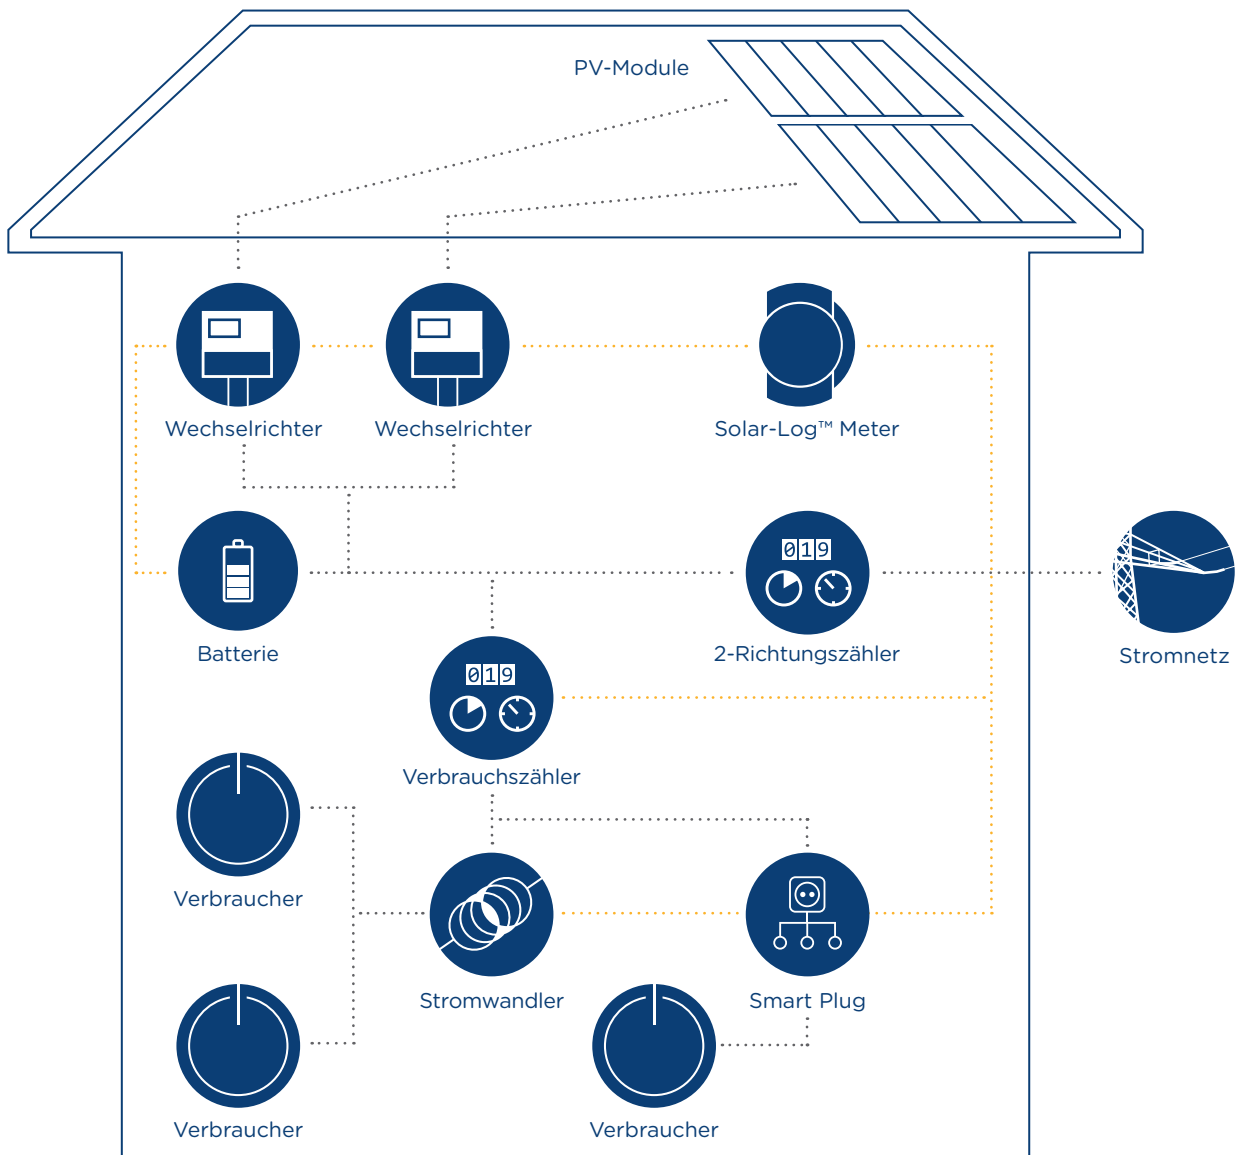 PV-Module
Wechselrichter
Wechselrichter
Solar-Log™ Meter
019
Batterie
2-Richtungszähler
Stromnetz
019
Verbrauchszähler
Verbraucher
Stromwandler
Smart Plug
Verbraucher
Verbraucher